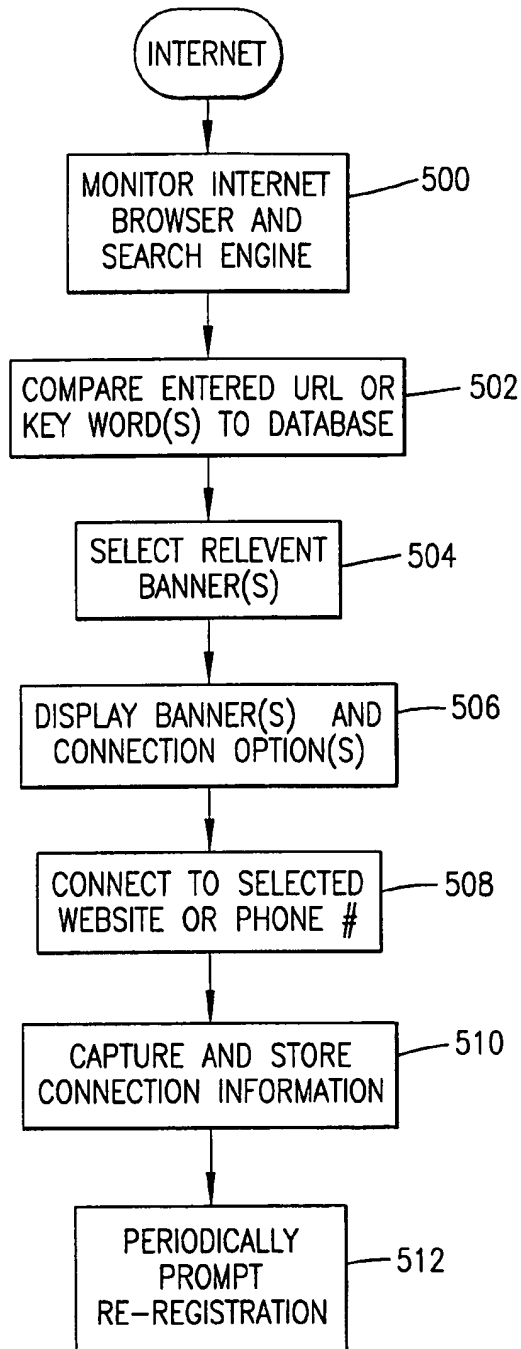 INTERNET
MONITOR INTERNET
BROWSER AND
SEARCH ENGINE
500
COMPARE ENTERED URL OR
KEY WORD(S) TO DATABASE
502
SELECT RELEVENT
BANNER(S)
504
DISPLAY BANNER(S) AND
CONNECTION OPTION(S)
506
CONNECT TO SELECTED
WEBSITE OR PHONE #
508
CAPTURE AND STORE
CONNECTION INFORMATION
510
PERIODICALLY
PROMPT
RE-REGISTRATION
512